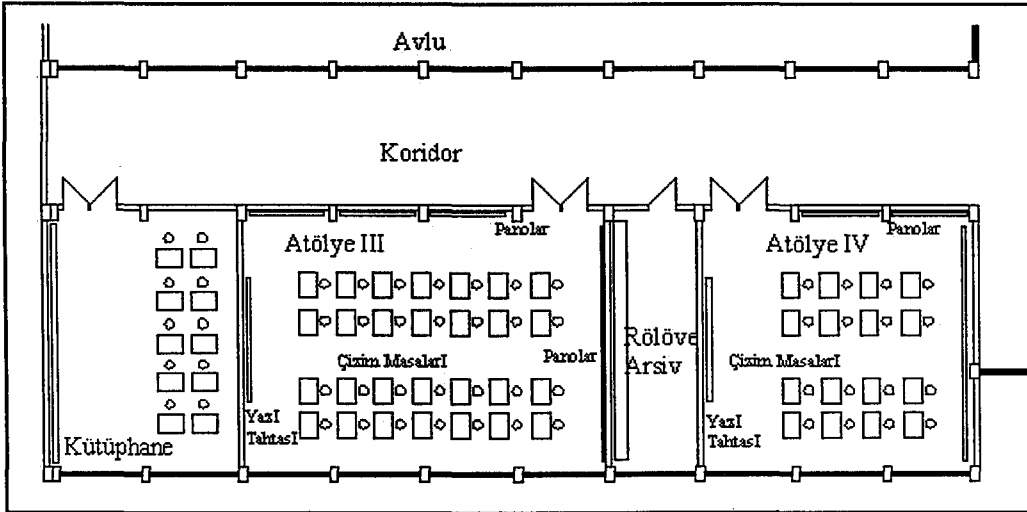 Avlu
Koridor
Atölye III
Panolar
Atölye IV
Panolar
Çizim MasalarI
Panolar
Rölöve
Arsiv
Çizim MasalarI
YazI
TahtasI
YazI
TahtasI
Kütüphane